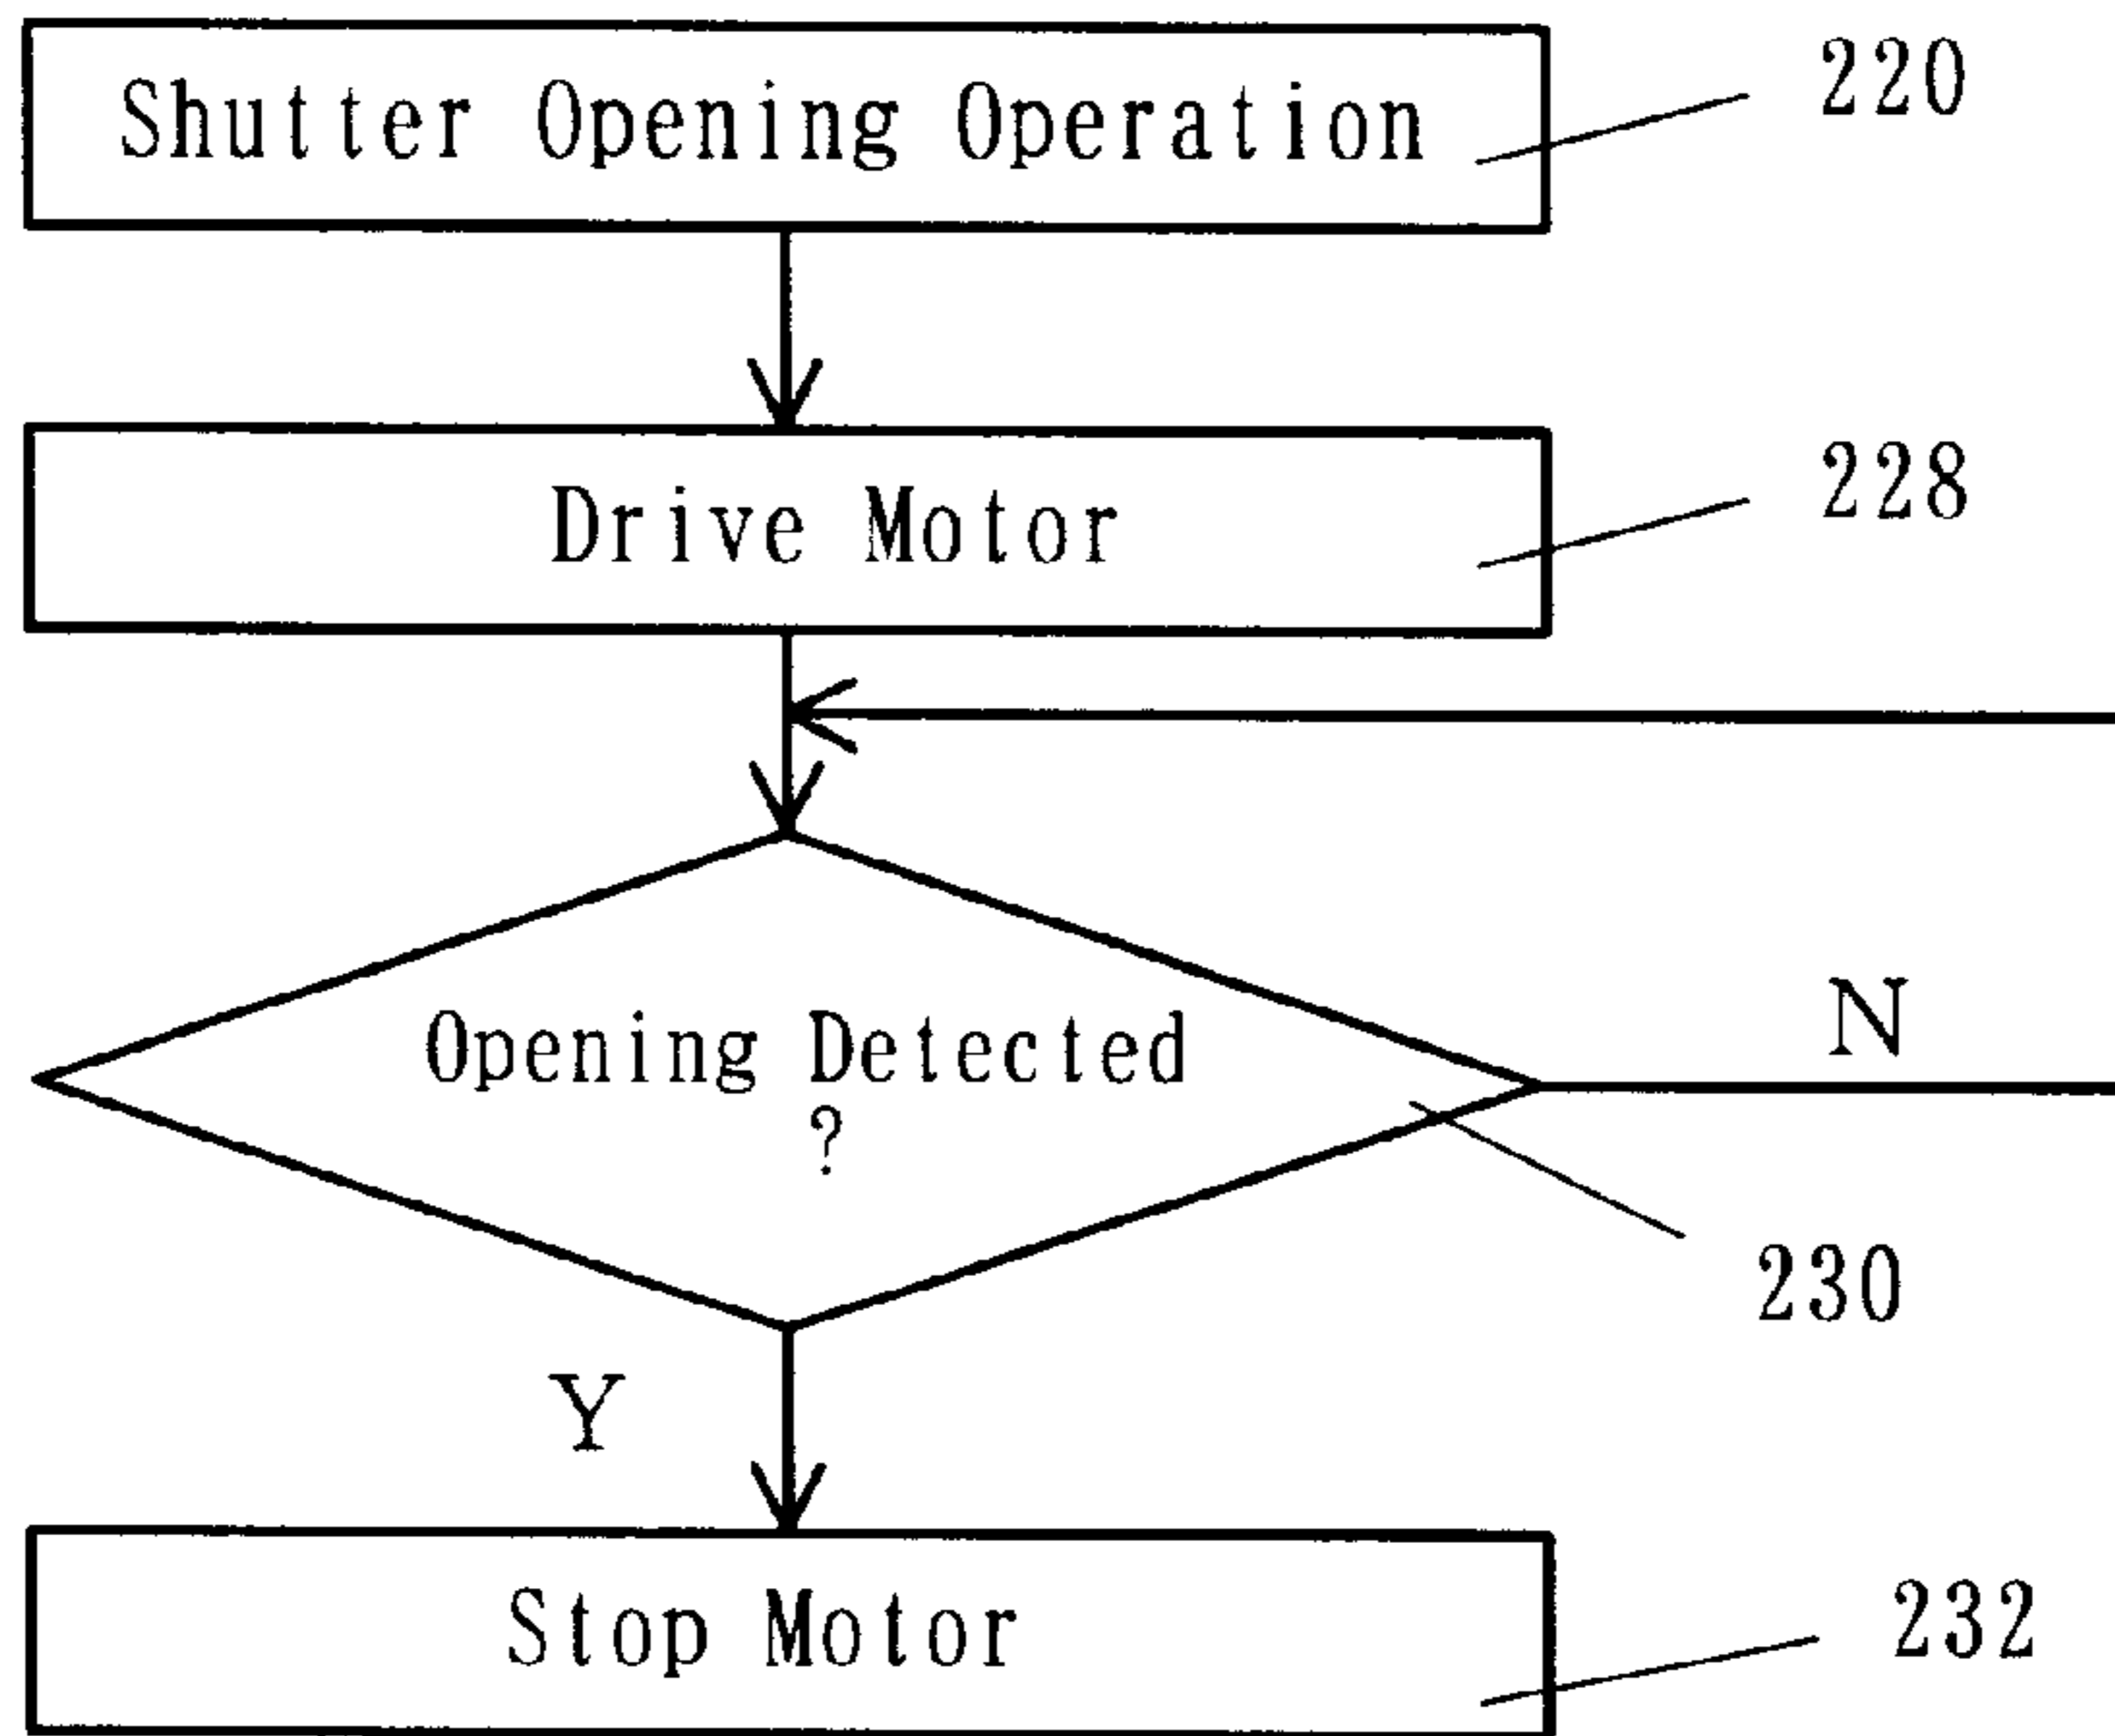 Shutter Opening Operation
220
Drive Motor
228
N
Opening Detected
?
230
Y
Stop Motor
232